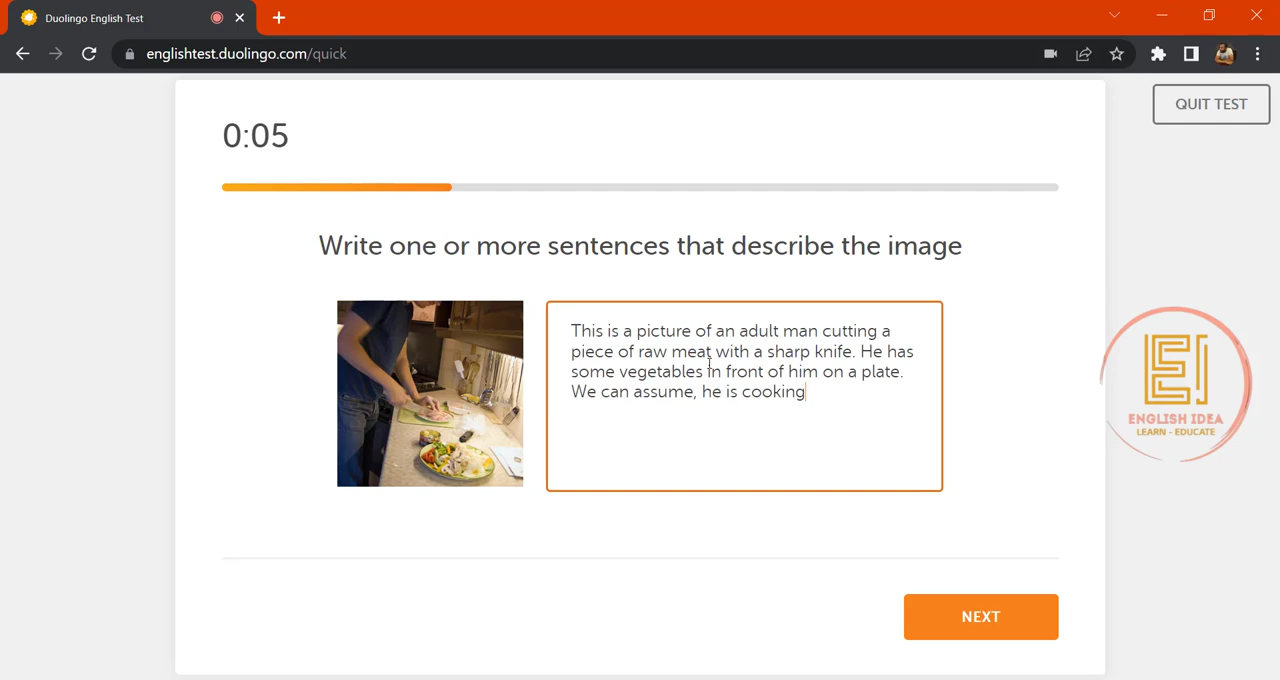 Duolingo English Test
englishtest.duolingo.com/quick
QUIT TEST
0:05
Write one or more sentences that describe the image
This is a picture of an adult man cutting a
piece of raw meat with a sharp knife. He has
some vegetables in front of him on a plate.
We can assume, he is cooking
ENGLISH IDEA
LEARN - EDUCATE
NEXT